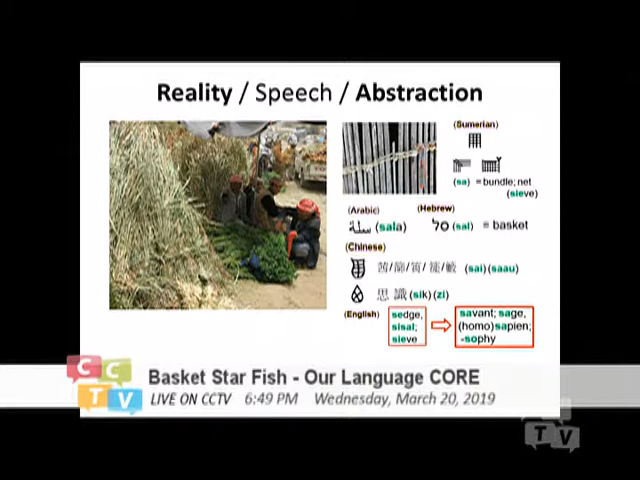 Reality / Speech / Abstraction
(Sumerian)
(sa) = bundle; net
(sieve)
(Arabic) (Hebrew)
سلة (sala) סל (sal) = basket
(Chinese)
(sai)(saau)
思 識 (sik) (zi)
(English) sedge,
sisal;
sieve
savant; sage,
(homo) sapien;
-sophy
CCTV
Basket Star Fish - Our Language CORE
LIVE ON CCTV 6:49 PM Wednesday, March 20, 2019
TV